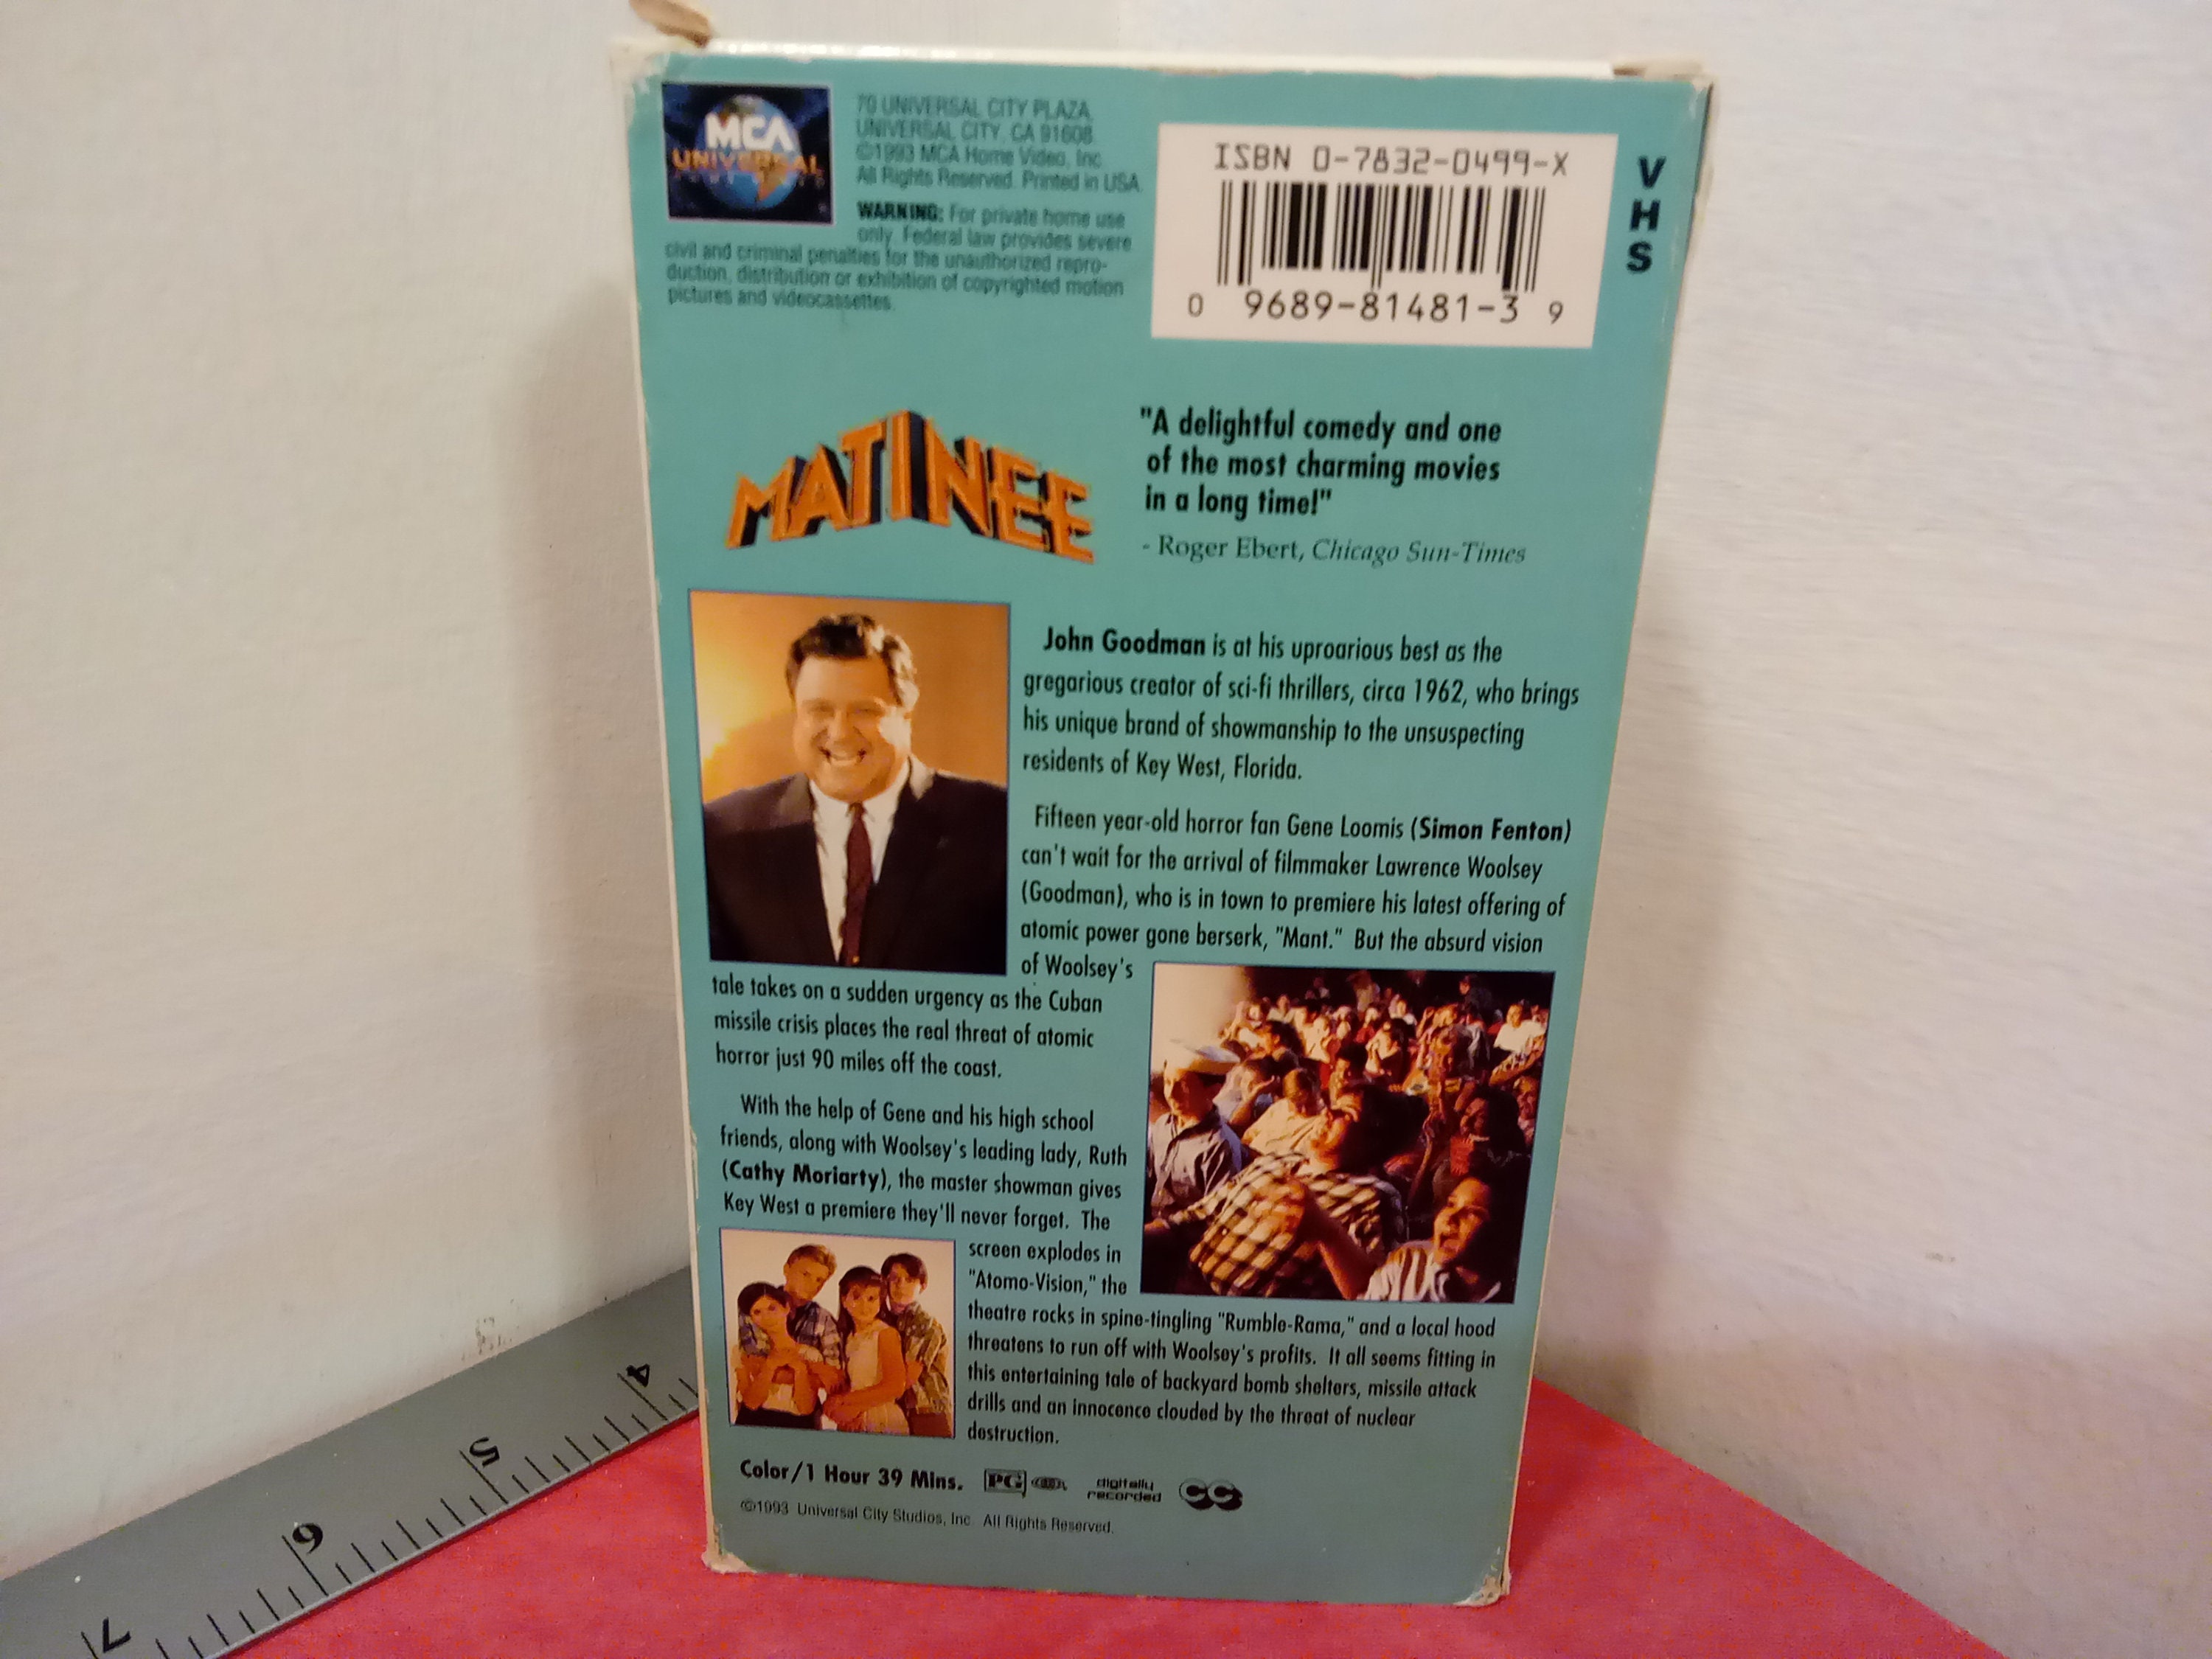 MCA
UNIVERSAL
70 UNIVERSAL CITY PLAZA,
UNIVERSAL CITY, CA 91608.
©1993 MCA Home Video, Inc.
All Rights Reserved. Printed in USA.
WARNING: For private home use
only. Federal law provides severe
civil and criminal penalties for the unauthorized repro-
duction, distribution or exhibition of copyrighted motion
pictures and videocassettes.
ISBN 0-7832-0499-X
0 9689-81481-3 9
VHS
MATINEE
"A delightful comedy and one
of the most charming movies
in a long time!"
- Roger Ebert, Chicago Sun-Times
John Goodman is at his uproarious best as the
gregarious creator of sci-fi thrillers, circa 1962, who brings
his unique brand of showmanship to the unsuspecting
residents of Key West, Florida.
Fifteen year-old horror fan Gene Loomis (Simon Fenton)
can't wait for the arrival of filmmaker Lawrence Woolsey
(Goodman), who is in town to premiere his latest offering of
atomic power gone berserk, "Mant." But the absurd vision
of Woolsey's
tale takes on a sudden urgency as the Cuban
missile crisis places the real threat of atomic
horror just 90 miles off the coast.
With the help of Gene and his high school
friends, along with Woolsey's leading lady, Ruth
(Cathy Moriarty), the master showman gives
Key West a premiere they'll never forget. The
screen explodes in
"Atomo-Vision," the
theatre rocks in spine-tingling "Rumble-Rama," and a local hood
threatens to run off with Woolsey's profits. It all seems fitting in
this entertaining tale of backyard bomb shelters, missile attack
drills and an innocence clouded by the threat of nuclear
destruction.
Color/1 Hour 39 Mins. PG digitally recorded CC
©1993 Universal City Studios, Inc. All Rights Reserved.
4
5
6
7